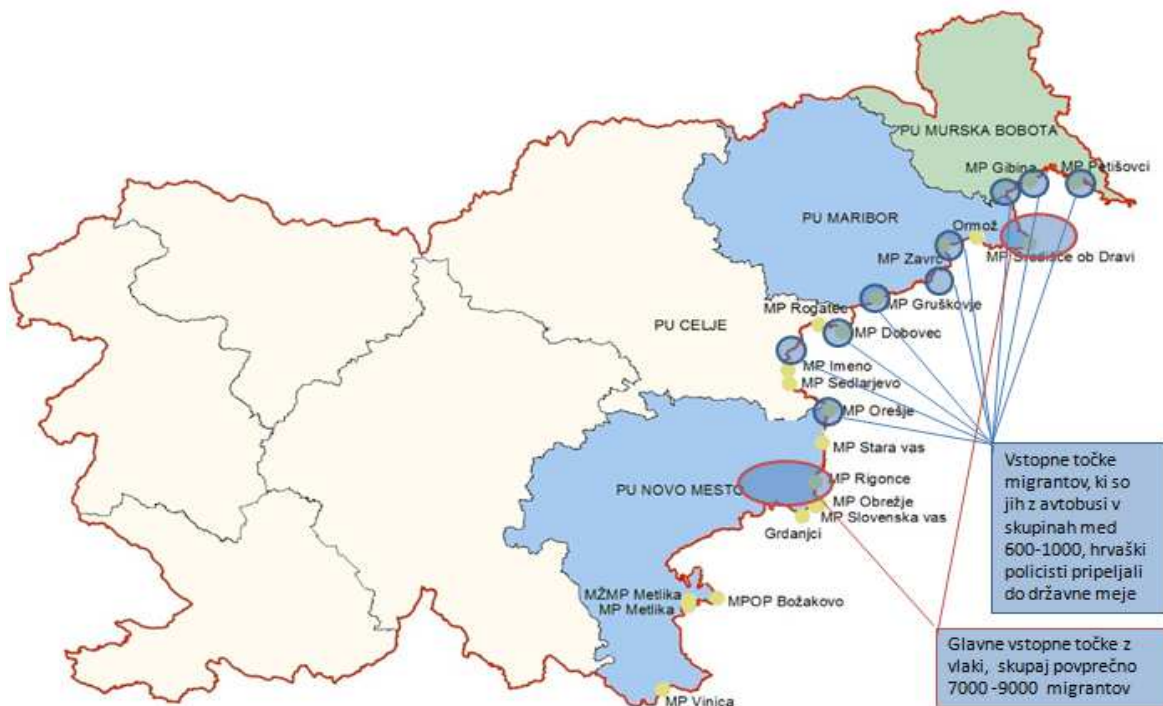 PU MURSKA BOBOTA
MP Gibina
MP Petišovci
PU MARIBOR
Ormož
MP Središče ob Dravi
MP Zavrč
MP Gruškovje
MP Rogatec
PU CELJE
MP Dobovec
MP Imeno
MP Sedlarjevo
MP Orešje
MP Stara vas
MP Rigonce
PU NOVO MESTO
MP Obrežje
MP Slovenska vas
Grdanjci
MŽMP Metlika
MP Metlika
MPOP Božakovo
MP Vinica
Vstopne točke
migrantov, ki so
jih z avtobusi v
skupinah med
600-1000, hrvaški
policisti pripeljali
do državne meje
Glavne vstopne točke z
vlaki, skupaj povprečno
7000 -9000 migrantov